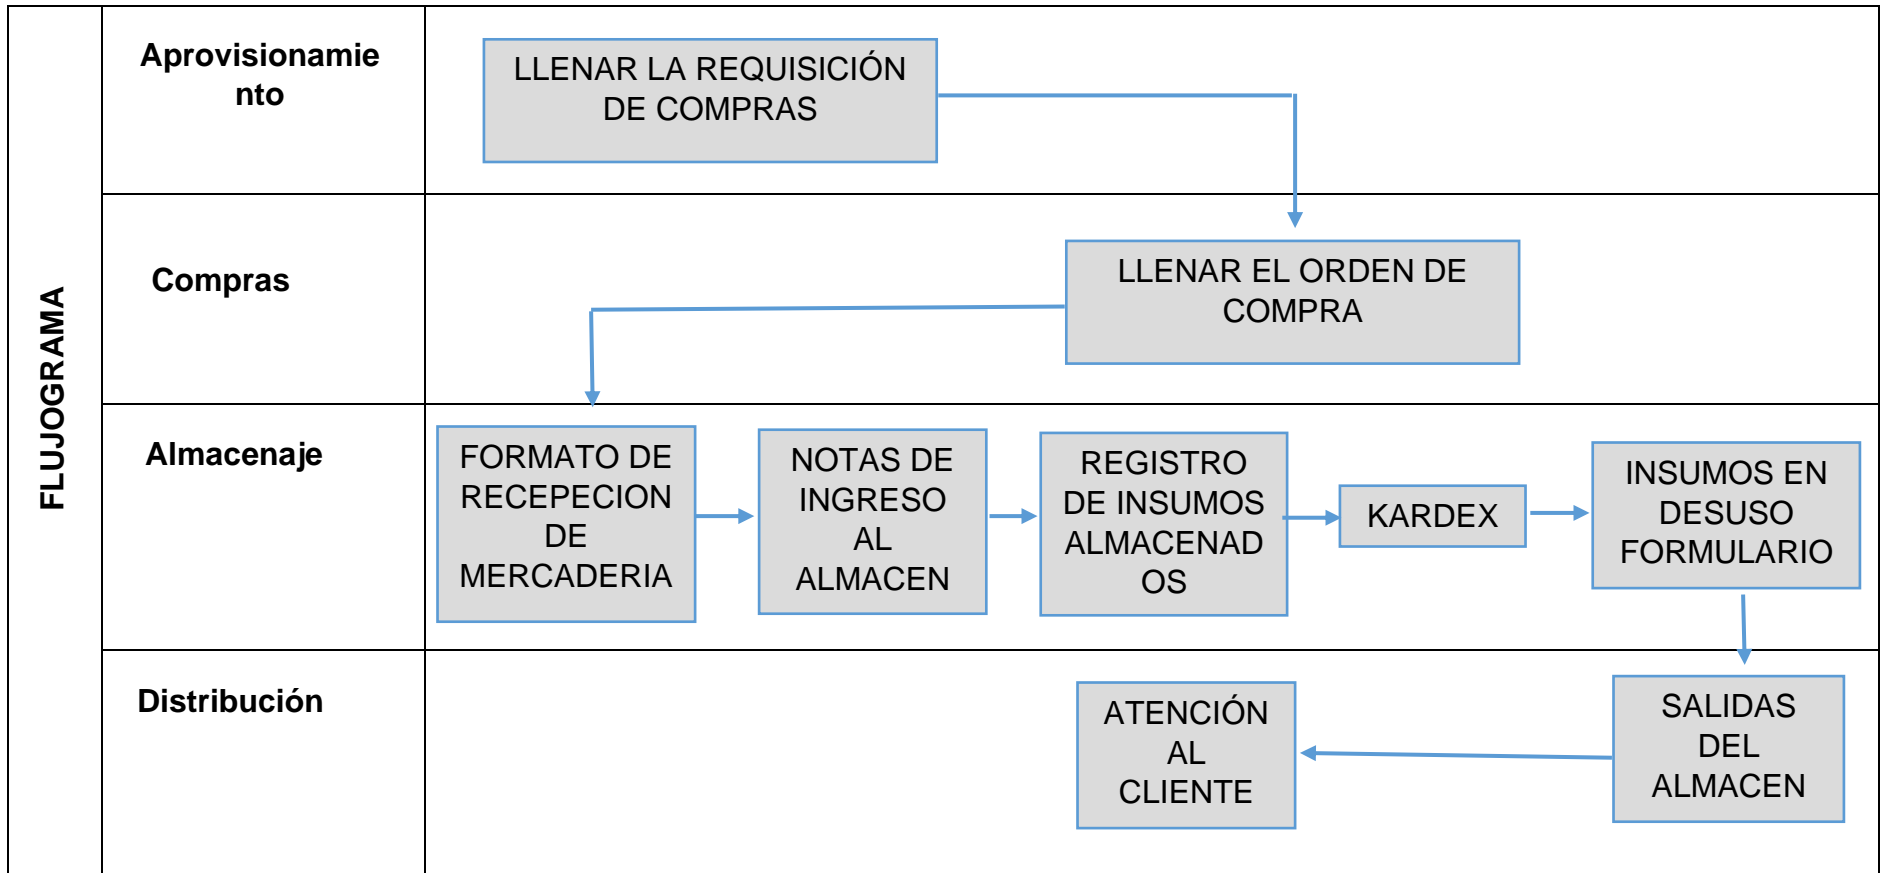 FLUJOGRAMA
Aprovisionamie
nto
LLENAR LA REQUISICIÓN
DE COMPRAS
Compras
LLENAR EL ORDEN DE
COMPRA
Almacenaje
FORMATO DE
RECEPECION
DE
MERCADERIA
NOTAS DE
INGRESO
AL
ALMACEN
REGISTRO
DE INSUMOS
ALMACENAD
OS
KARDEX
INSUMOS EN
DESUSO
FORMULARIO
Distribución
ATENCIÓN
AL
CLIENTE
SALIDAS
DEL
ALMACEN